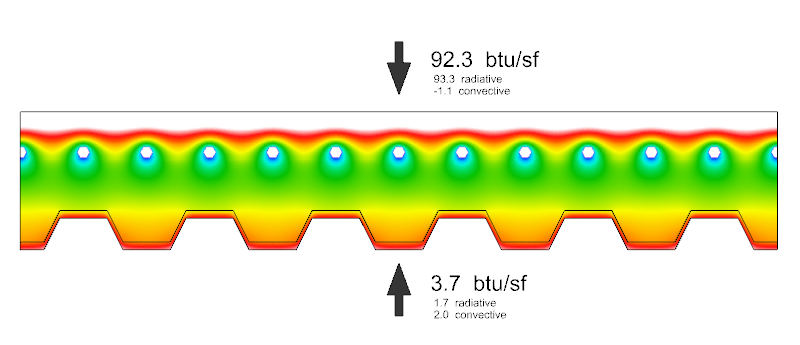 92.3 btu/sf
93.3 radiative
-1.1 convective
3.7 btu/sf
1.7 radiative
2.0 convective